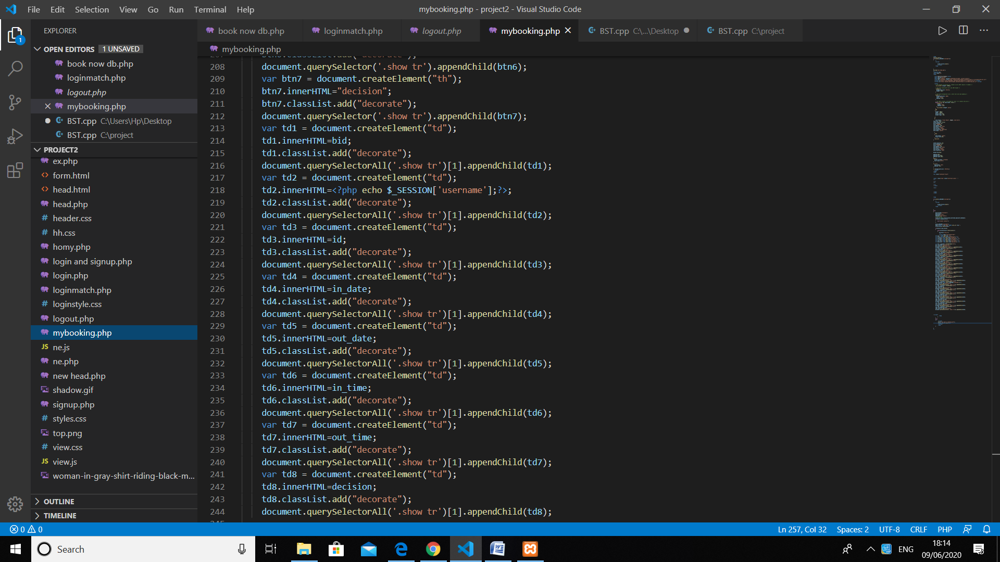 File Edit Selection View Go Run Terminal Help
mybooking.php - project2 - Visual Studio Code
EXPLORER
OPEN EDITORS 1 UNSAVED
book now db.php
loginmatch.php
logout.php
mybooking.php
BST.cpp C:\Users\Hp\Desktop
BST.cpp C:\project
PROJECT2
ex.php
form.html
head.html
head.php
header.css
hh.css
homy.php
login and signup.php
login.php
loginmatch.php
loginstyle.css
logout.php
mybooking.php
ne.js
ne.php
new head.php
shadow.gif
signup.php
styles.css
top.png
view.css
view.js
woman-in-gray-shirt-riding-black-m...
OUTLINE
TIMELINE
book now db.php loginmatch.php logout.php mybooking.php BST.cpp C:\...\Desktop BST.cpp C:\project
mybooking.php
208 document.querySelector('.show tr').appendChild(btn6);
209 var btn7 = document.createElement("th");
210 btn7.innerHTML="decision";
211 btn7.classList.add("decorate");
212 document.querySelector('.show tr').appendChild(btn7);
213 var td1 = document.createElement("td");
214 td1.innerHTML=bid;
215 td1.classList.add("decorate");
216 document.querySelectorAll('.show tr')[1].appendChild(td1);
217 var td2 = document.createElement("td");
218 td2.innerHTML=<?php echo $_SESSION['username'];?>;
219 td2.classList.add("decorate");
220 document.querySelectorAll('.show tr')[1].appendChild(td2);
221 var td3 = document.createElement("td");
222 td3.innerHTML=id;
223 td3.classList.add("decorate");
224 document.querySelectorAll('.show tr')[1].appendChild(td3);
225 var td4 = document.createElement("td");
226 td4.innerHTML=in_date;
227 td4.classList.add("decorate");
228 document.querySelectorAll('.show tr')[1].appendChild(td4);
229 var td5 = document.createElement("td");
230 td5.innerHTML=out_date;
231 td5.classList.add("decorate");
232 document.querySelectorAll('.show tr')[1].appendChild(td5);
233 var td6 = document.createElement("td");
234 td6.innerHTML=in_time;
235 td6.classList.add("decorate");
236 document.querySelectorAll('.show tr')[1].appendChild(td6);
237 var td7 = document.createElement("td");
238 td7.innerHTML=out_time;
239 td7.classList.add("decorate");
240 document.querySelectorAll('.show tr')[1].appendChild(td7);
241 var td8 = document.createElement("td");
242 td8.innerHTML=decision;
243 td8.classList.add("decorate");
244 document.querySelectorAll('.show tr')[1].appendChild(td8);
0 0
Ln 257, Col 32 Spaces: 2 UTF-8 CRLF PHP
Search
ENG
18:14
09/06/2020